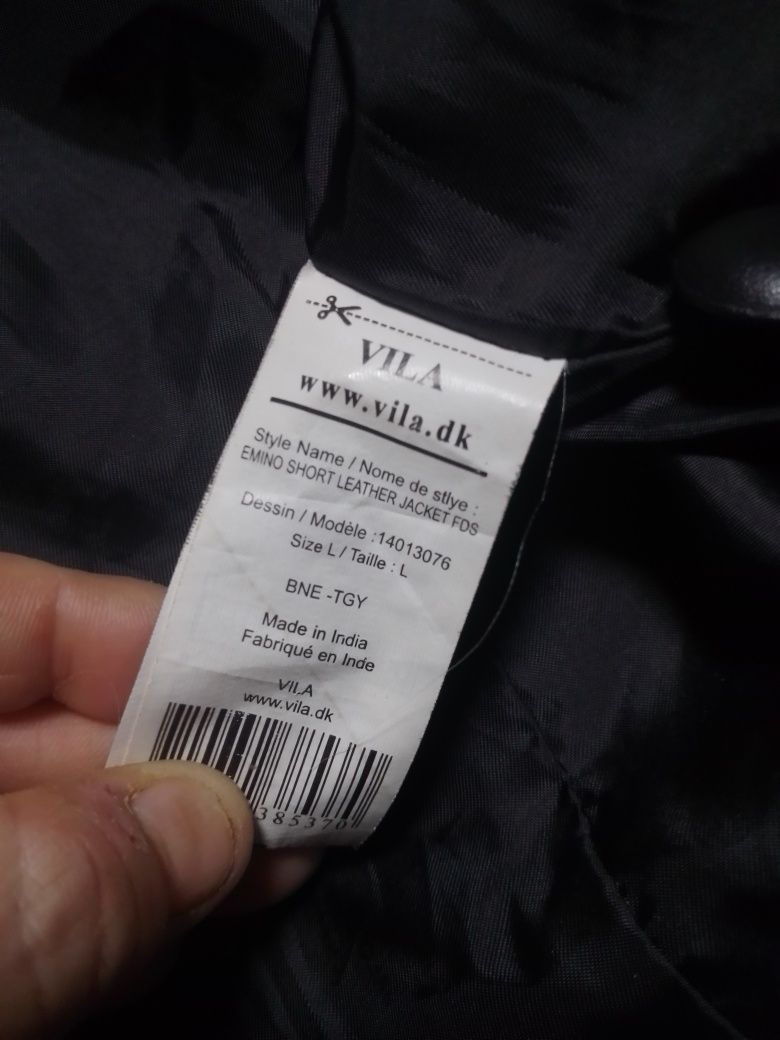 VILA
www.vila.dk
Style Name / Nome de stlye :
EMINO SHORT LEATHER JACKET FDS
Dessin / Modèle :14013076
Size L / Taille : L
BNE -TGY
Made in India
Fabriqué en Inde
VILA
www.vila.dk
385370